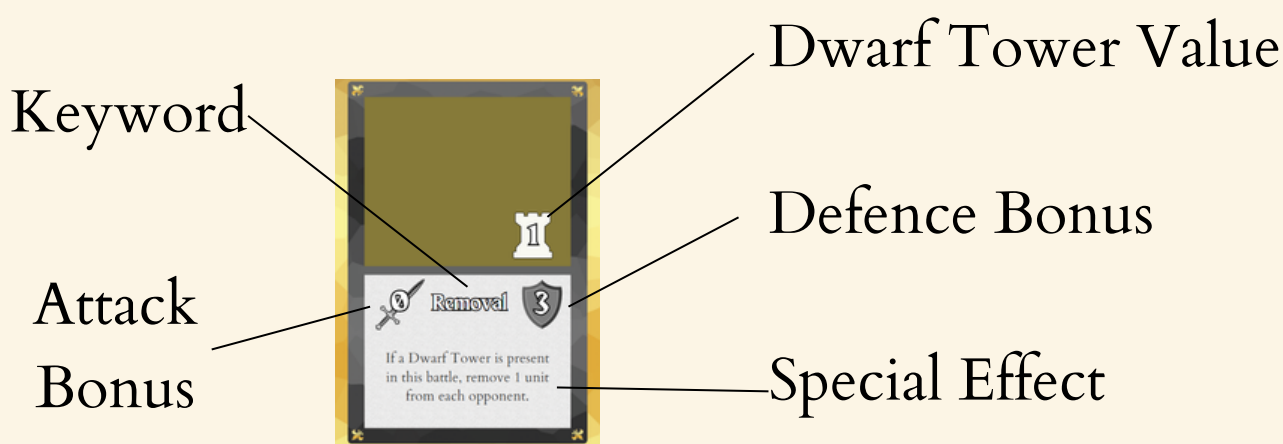 Dwarf Tower Value
Keyword
1
Defence Bonus
Attack
Bonus
0 Removal 3
If a Dwarf Tower is present
in this battle, remove 1 unit
from each opponent.
Special Effect